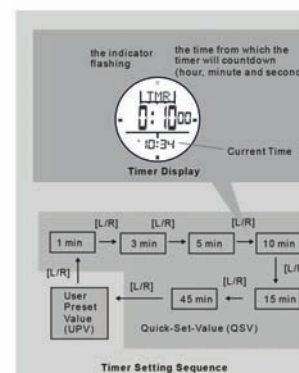 the indicator
flashing
the time from which the
timer will countdown
(hour, minute and second
TMR
0:10 00
10:34
Current Time
Timer Display
[L/R] [L/R] [L/R]
1 min 3 min 5 min 10 min
[L/R] [L/R] [L/R] [L/R
User
Preset
Value
(UPV)
45 min 15 min
Quick-Set-Value (QSV)
Timer Setting Sequence